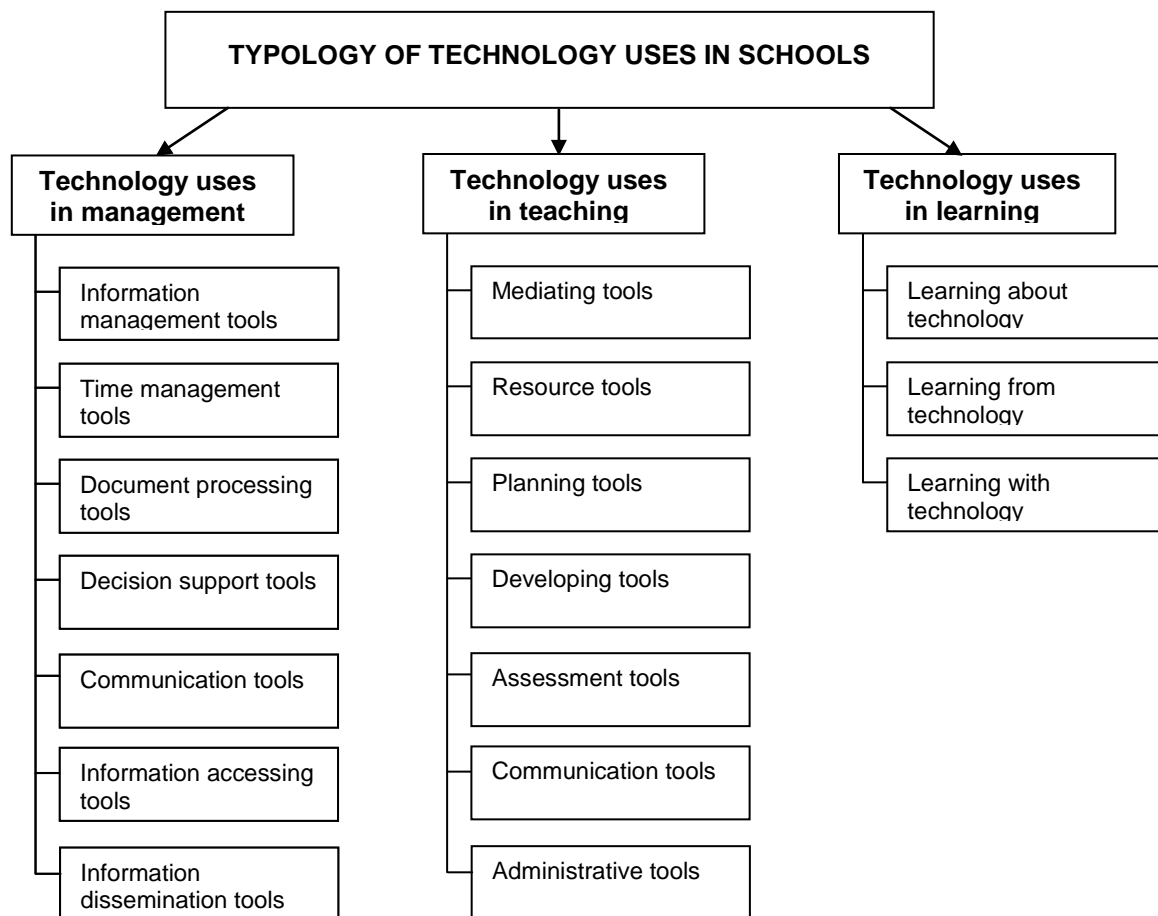 TYPOLOGY OF TECHNOLOGY USES IN SCHOOLS
Technology uses
in management
Information
management tools
Time management
tools
Document processing
tools
Decision support tools
Communication tools
Information accessing
tools
Information
dissemination tools
Technology uses
in teaching
Mediating tools
Resource tools
Planning tools
Developing tools
Assessment tools
Communication tools
Administrative tools
Technology uses
in learning
Learning about
technology
Learning from
technology
Learning with
technology